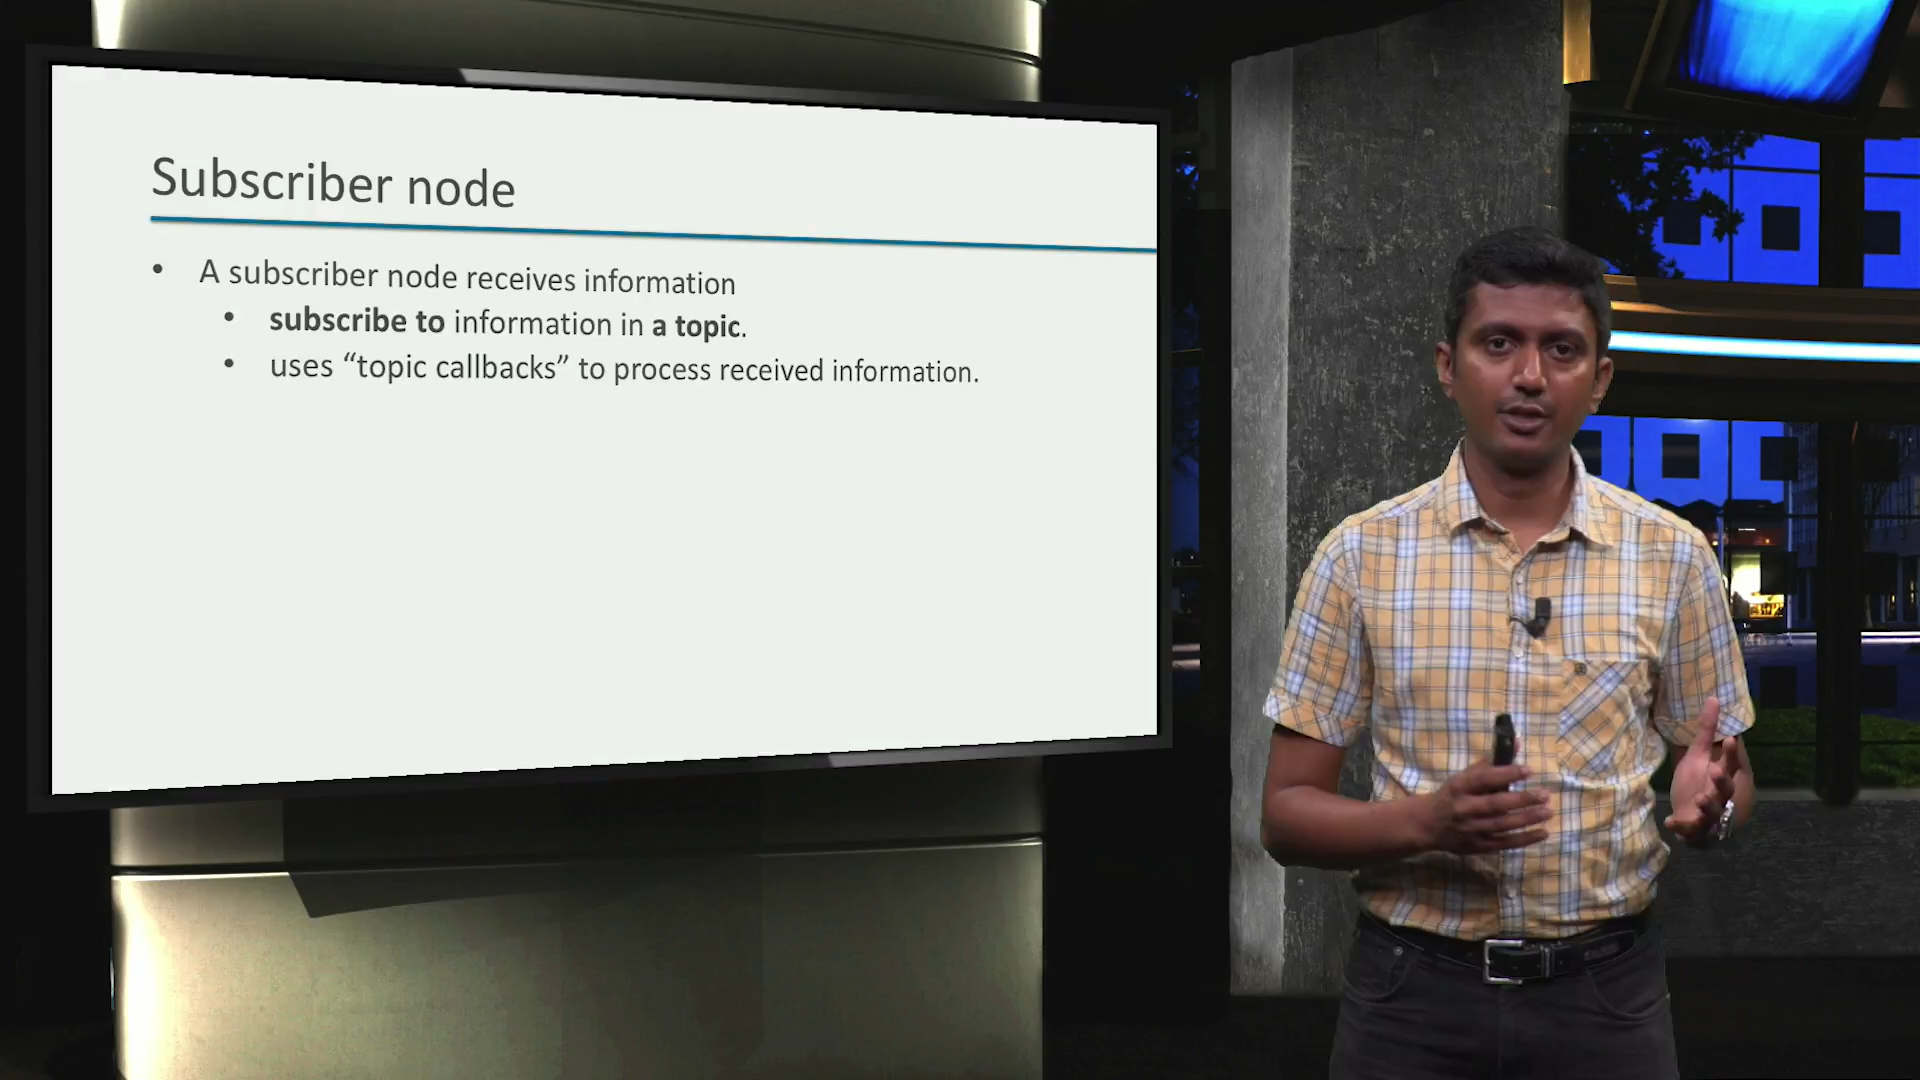 Subscriber node
• A subscriber node receives information
• subscribe to information in a topic.
• uses “topic callbacks” to process received information.